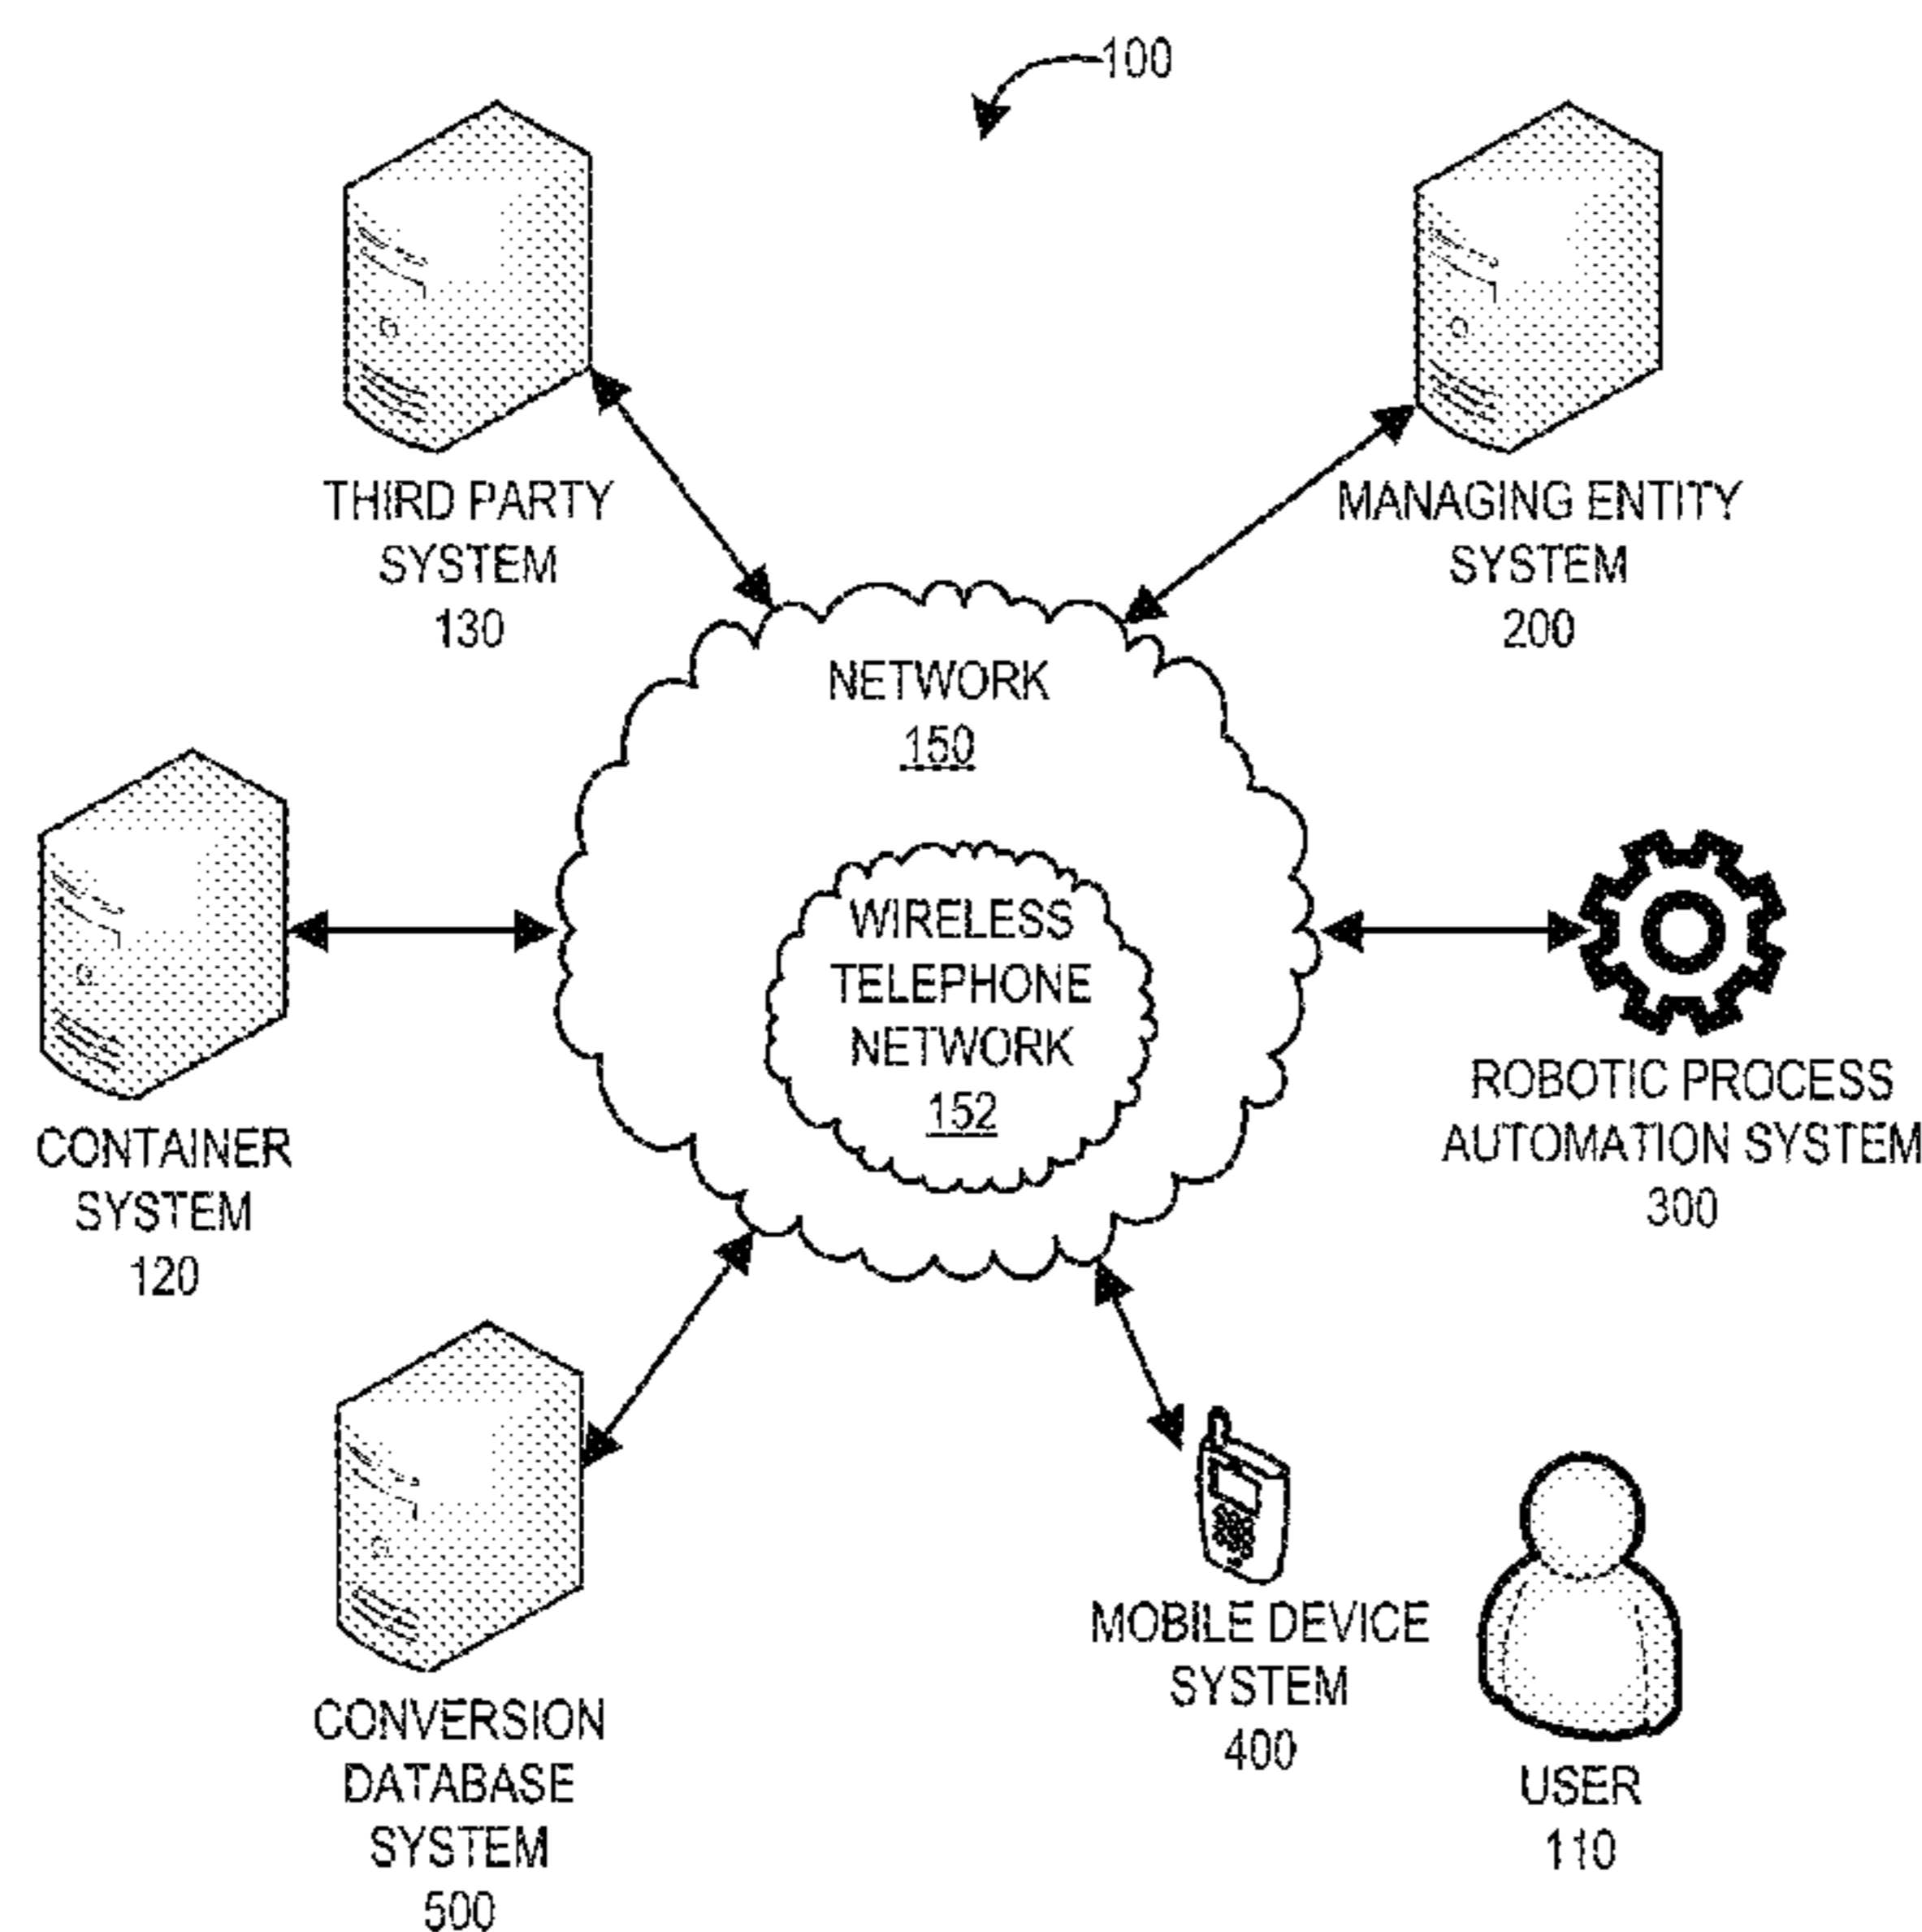 100
THIRD PARTY
SYSTEM
130
MANAGING ENTITY
SYSTEM
200
NETWORK
150
WIRELESS
TELEPHONE
NETWORK
152
CONTAINER
SYSTEM
120
ROBOTIC PROCESS
AUTOMATION SYSTEM
300
CONVERSION
DATABASE
SYSTEM
500
MOBILE DEVICE
SYSTEM
400
USER
110